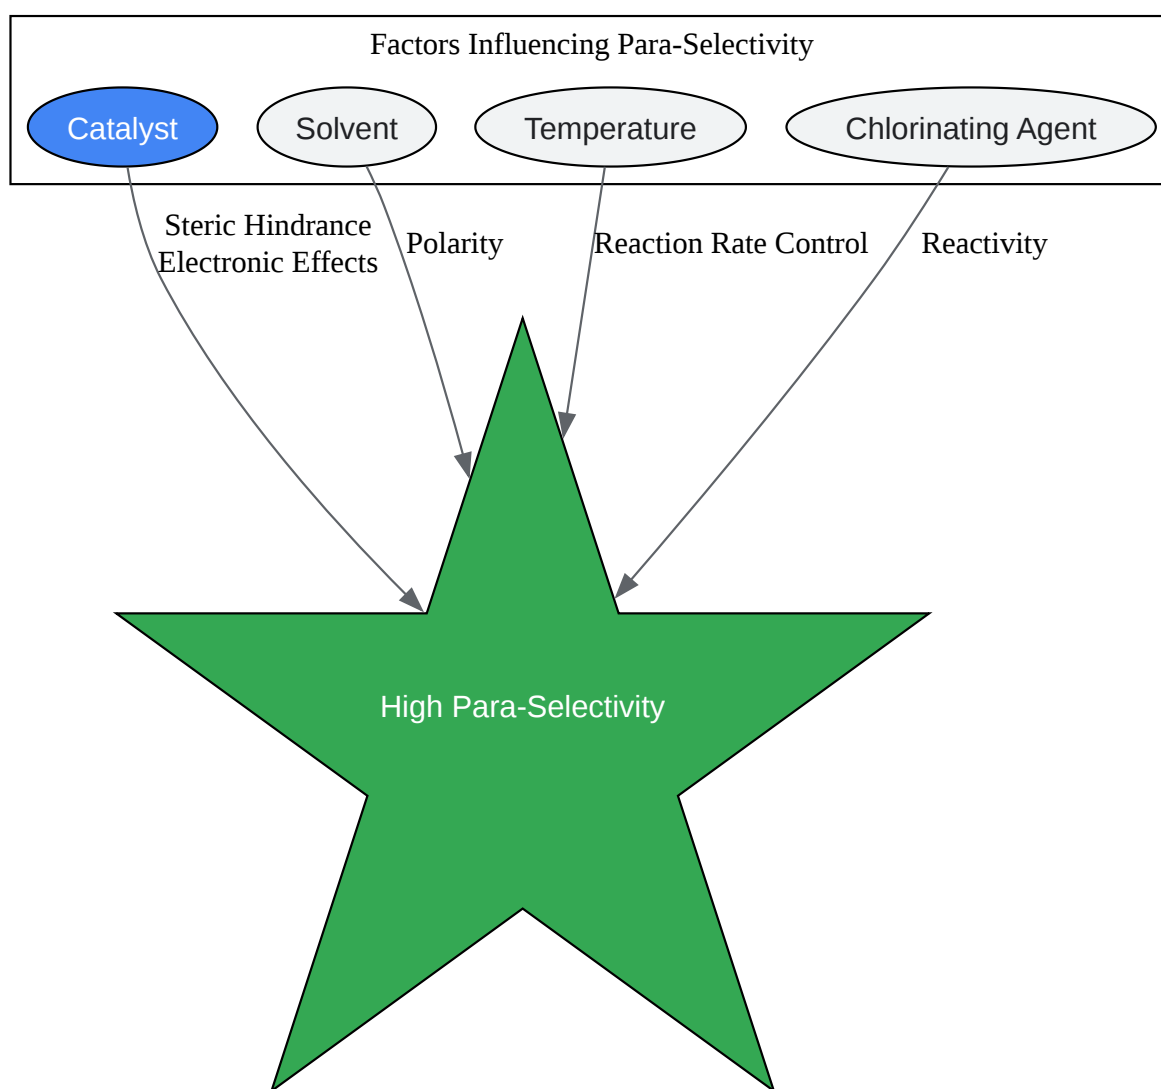 Factors Influencing Para-Selectivity
Catalyst
Solvent
Temperature
Chlorinating Agent
Steric Hindrance
Electronic Effects
Polarity
Reaction Rate Control
Reactivity
High Para-Selectivity